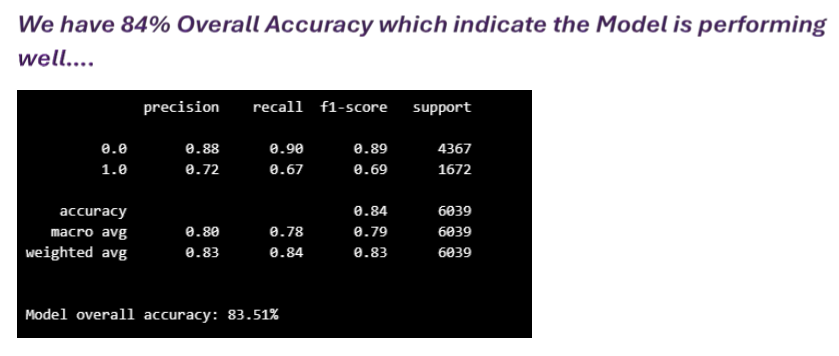 We have 84% Overall Accuracy which indicate the Model is performing
well....
precision recall f1-score support
0.0 0.88 0.90 0.89 4367
1.0 0.72 0.67 0.69 1672
accuracy 0.84 6039
macro avg 0.80 0.78 0.79 6039
weighted avg 0.83 0.84 0.83 6039
Model overall accuracy: 83.51%